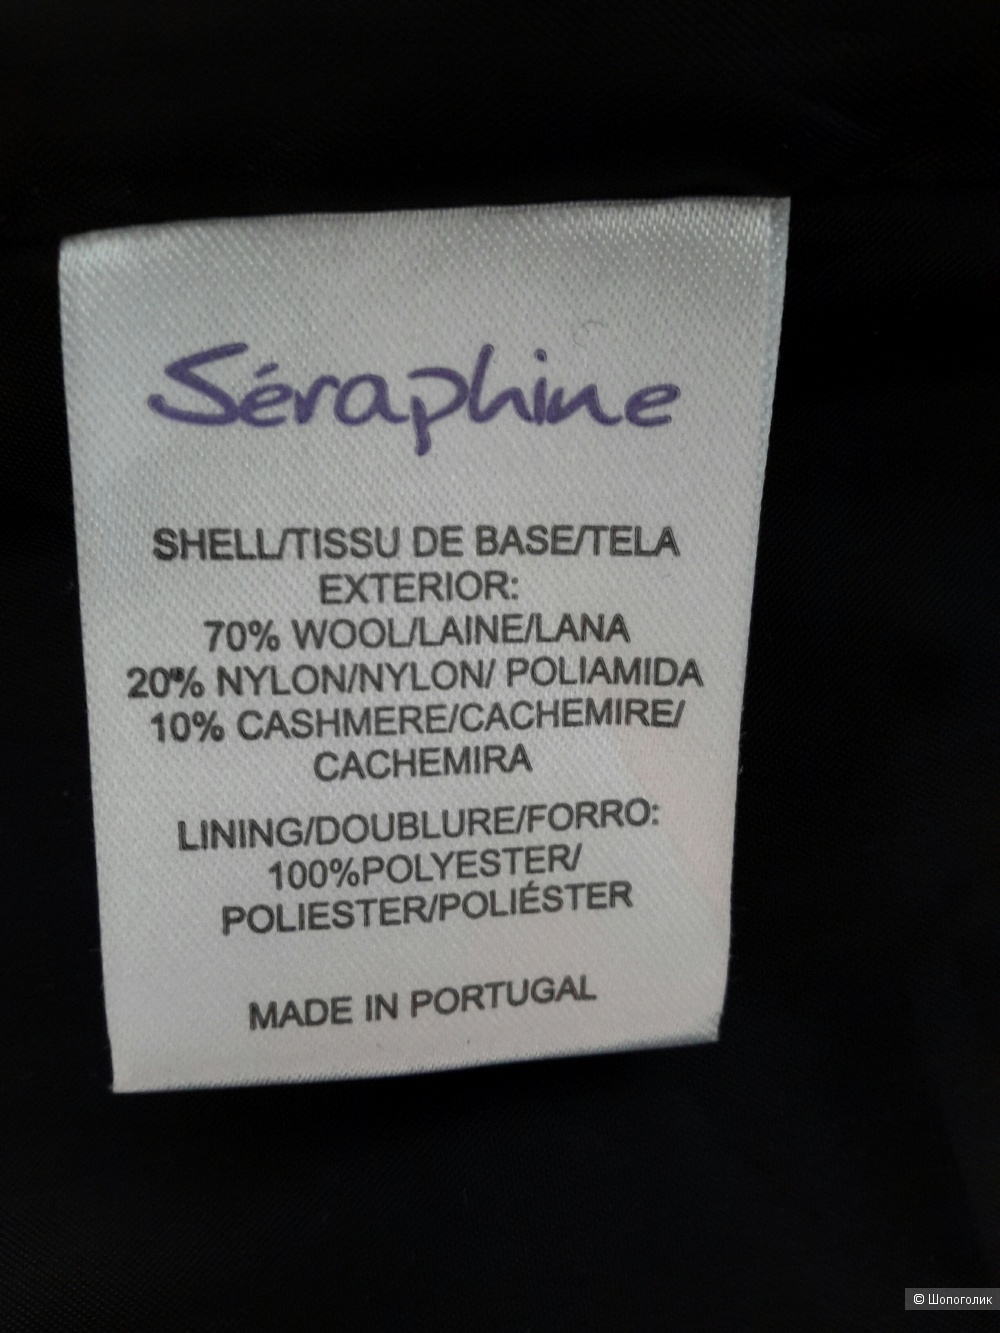 Séraphine
SHELL/TISSU DE BASE/TELA
EXTERIOR:
70% WOOL/LAINE/LANA
20% NYLON/NYLON/ POLIAMIDA
10% CASHMERE/CACHEMIRE/
CACHEMIRA
LINING/DOUBLURE/FORRO:
100%POLYESTER/
POLIESTER/POLIÉSTER
MADE IN PORTUGAL
© Шопоголик